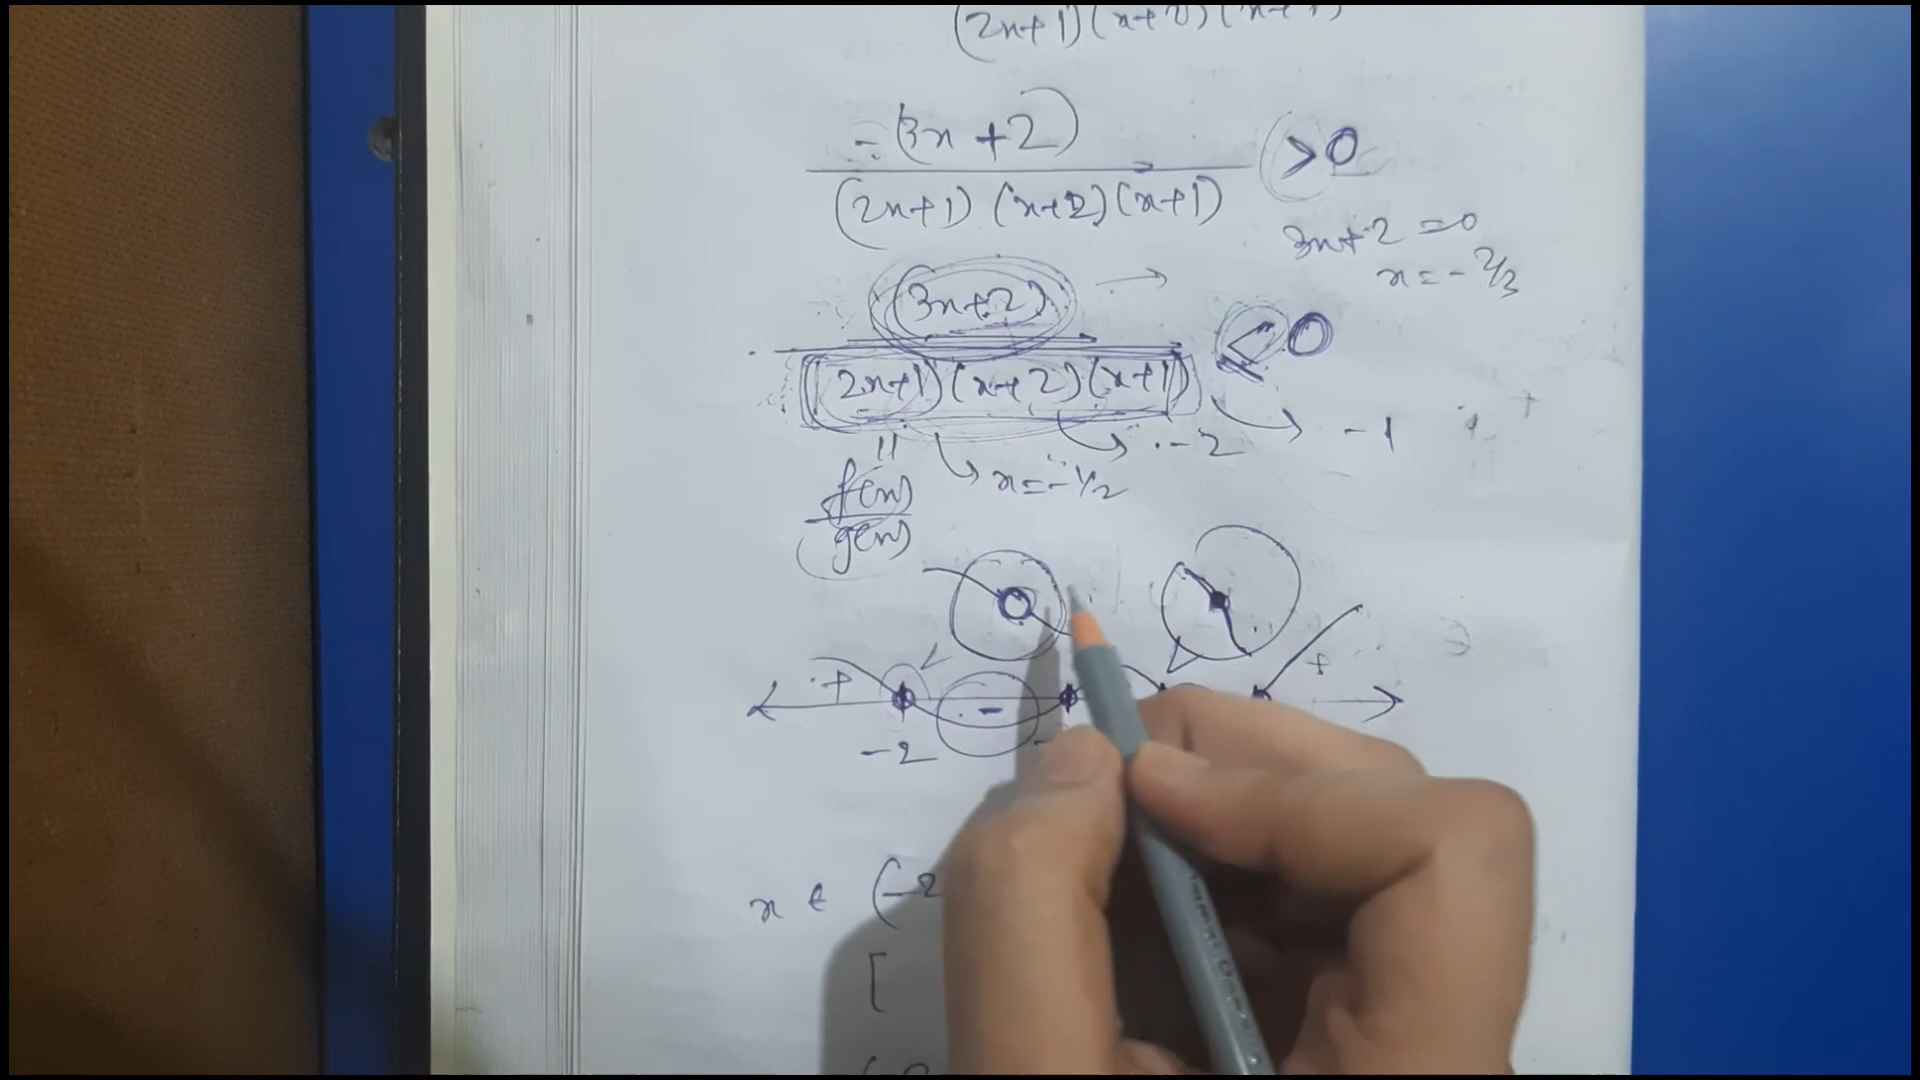 (2x+1)(x+2)(x+1)
-(3x+2)
(2x+1) (x+2)(x+1)
>0
3x+2 =0
x=-2/3
(3x+2)
(2x+1)(x+2)(x+1)
<0
-1
-2
x=-1/2
f(x)
g(x)
+ - +
-2
x ∈ (-2
[